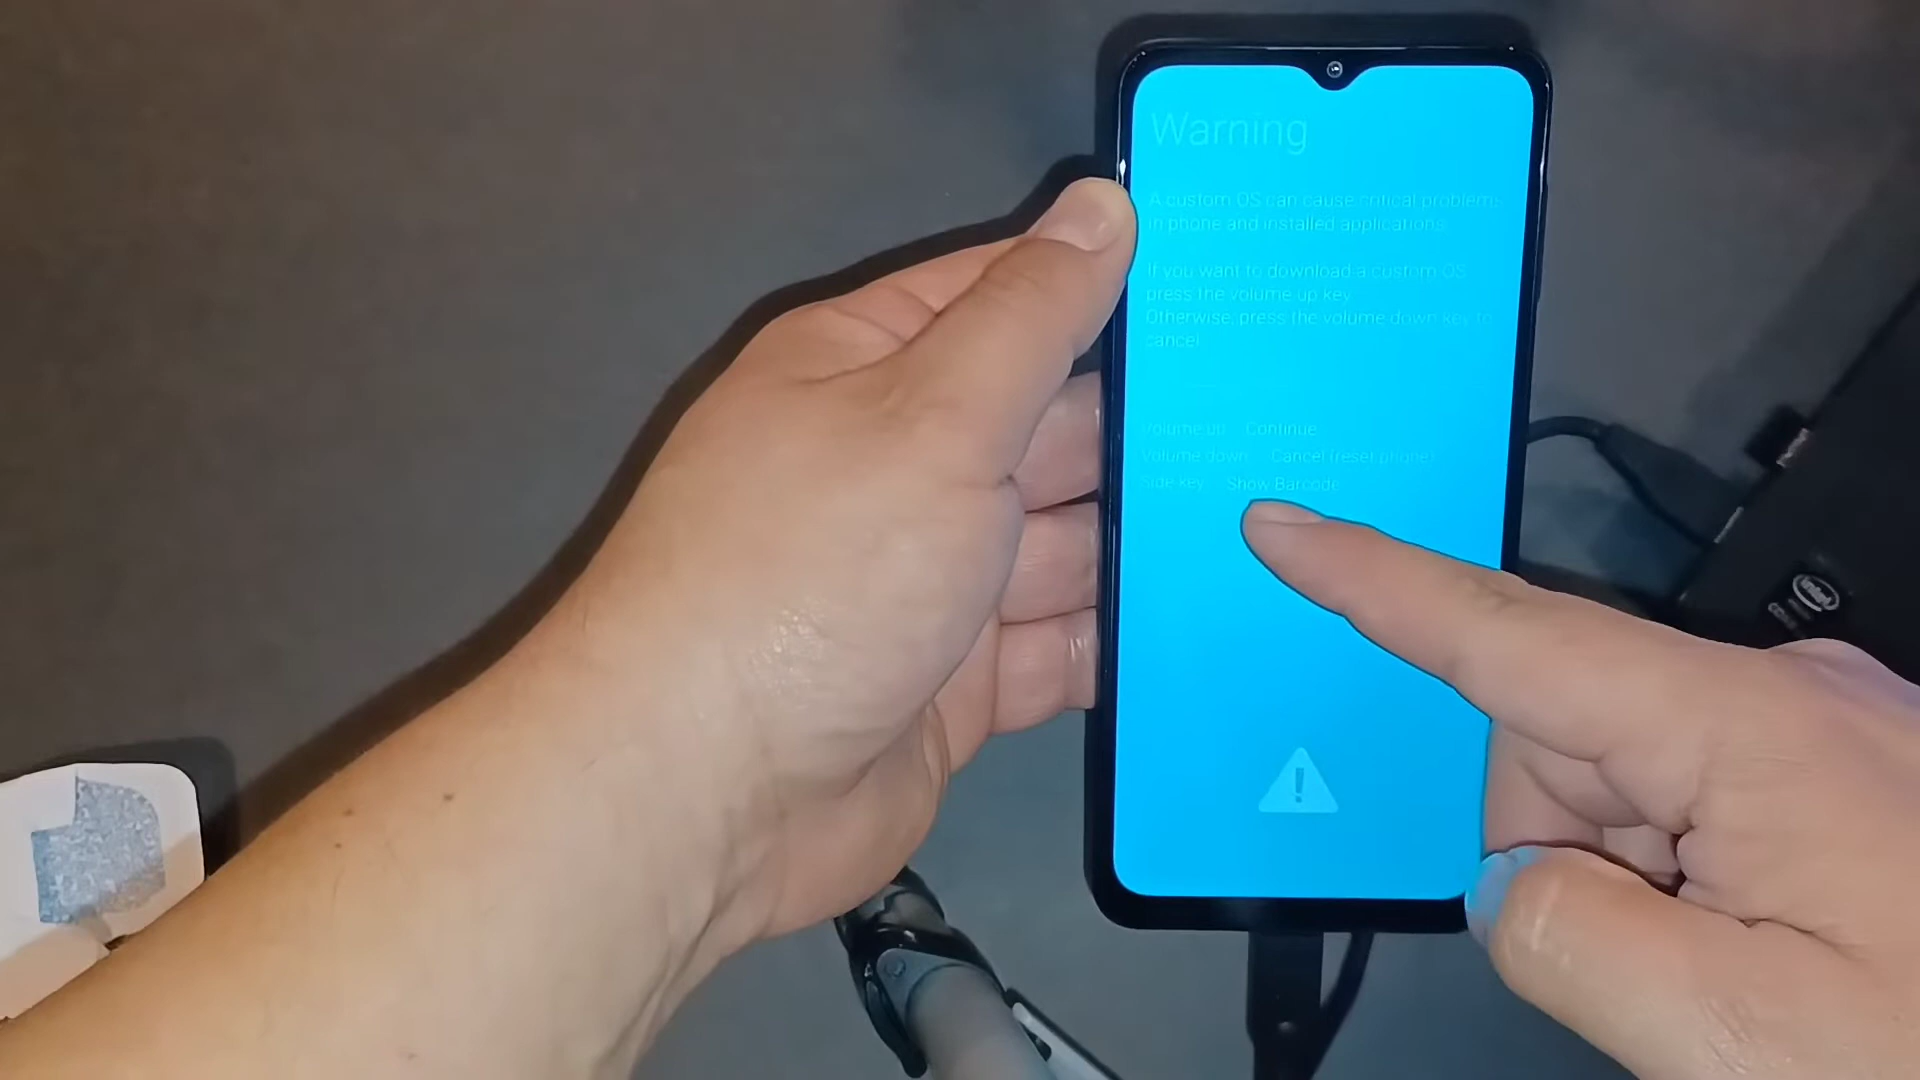 Warning
A custom OS can cause critical problems
in phone and installed applications
If you want to download a custom OS
press the volume up key
Otherwise, press the volume down key to
cancel
Volume up Continue
Volume down Cancel (reset phone)
Side key Show Barcode
intel